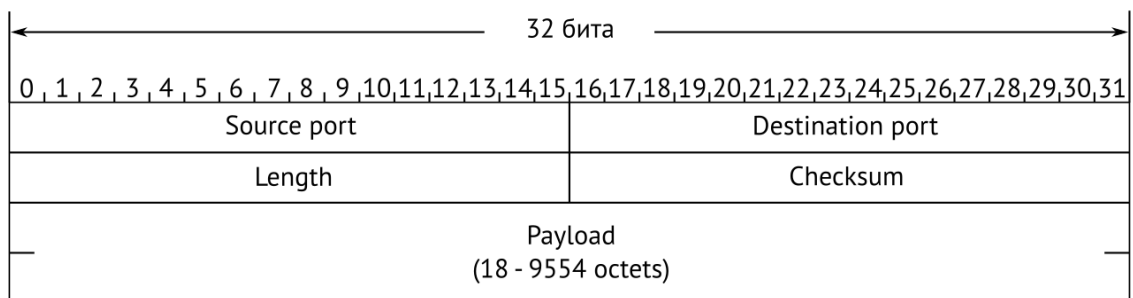 32 бита
0 1 2 3 4 5 6 7 8 9 10 11 12 13 14 15 16 17 18 19 20 21 22 23 24 25 26 27 28 29 30 31
Source port Destination port
Length Checksum
Payload
(18 - 9554 octets)